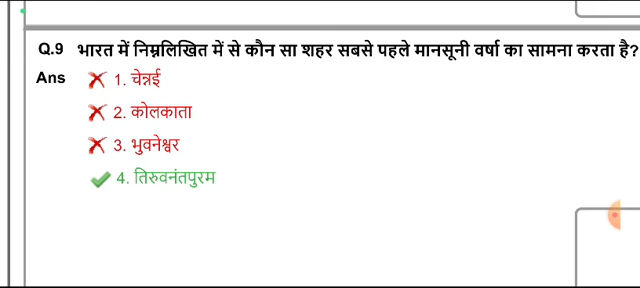 Q.9 भारत में निम्नलिखित में से कौन सा शहर सबसे पहले मानसूनी वर्षा का सामना करता है?
Ans 1. चेन्नई
2. कोलकाता
3. भुवनेश्वर
4. तिरुवनंतपुरम